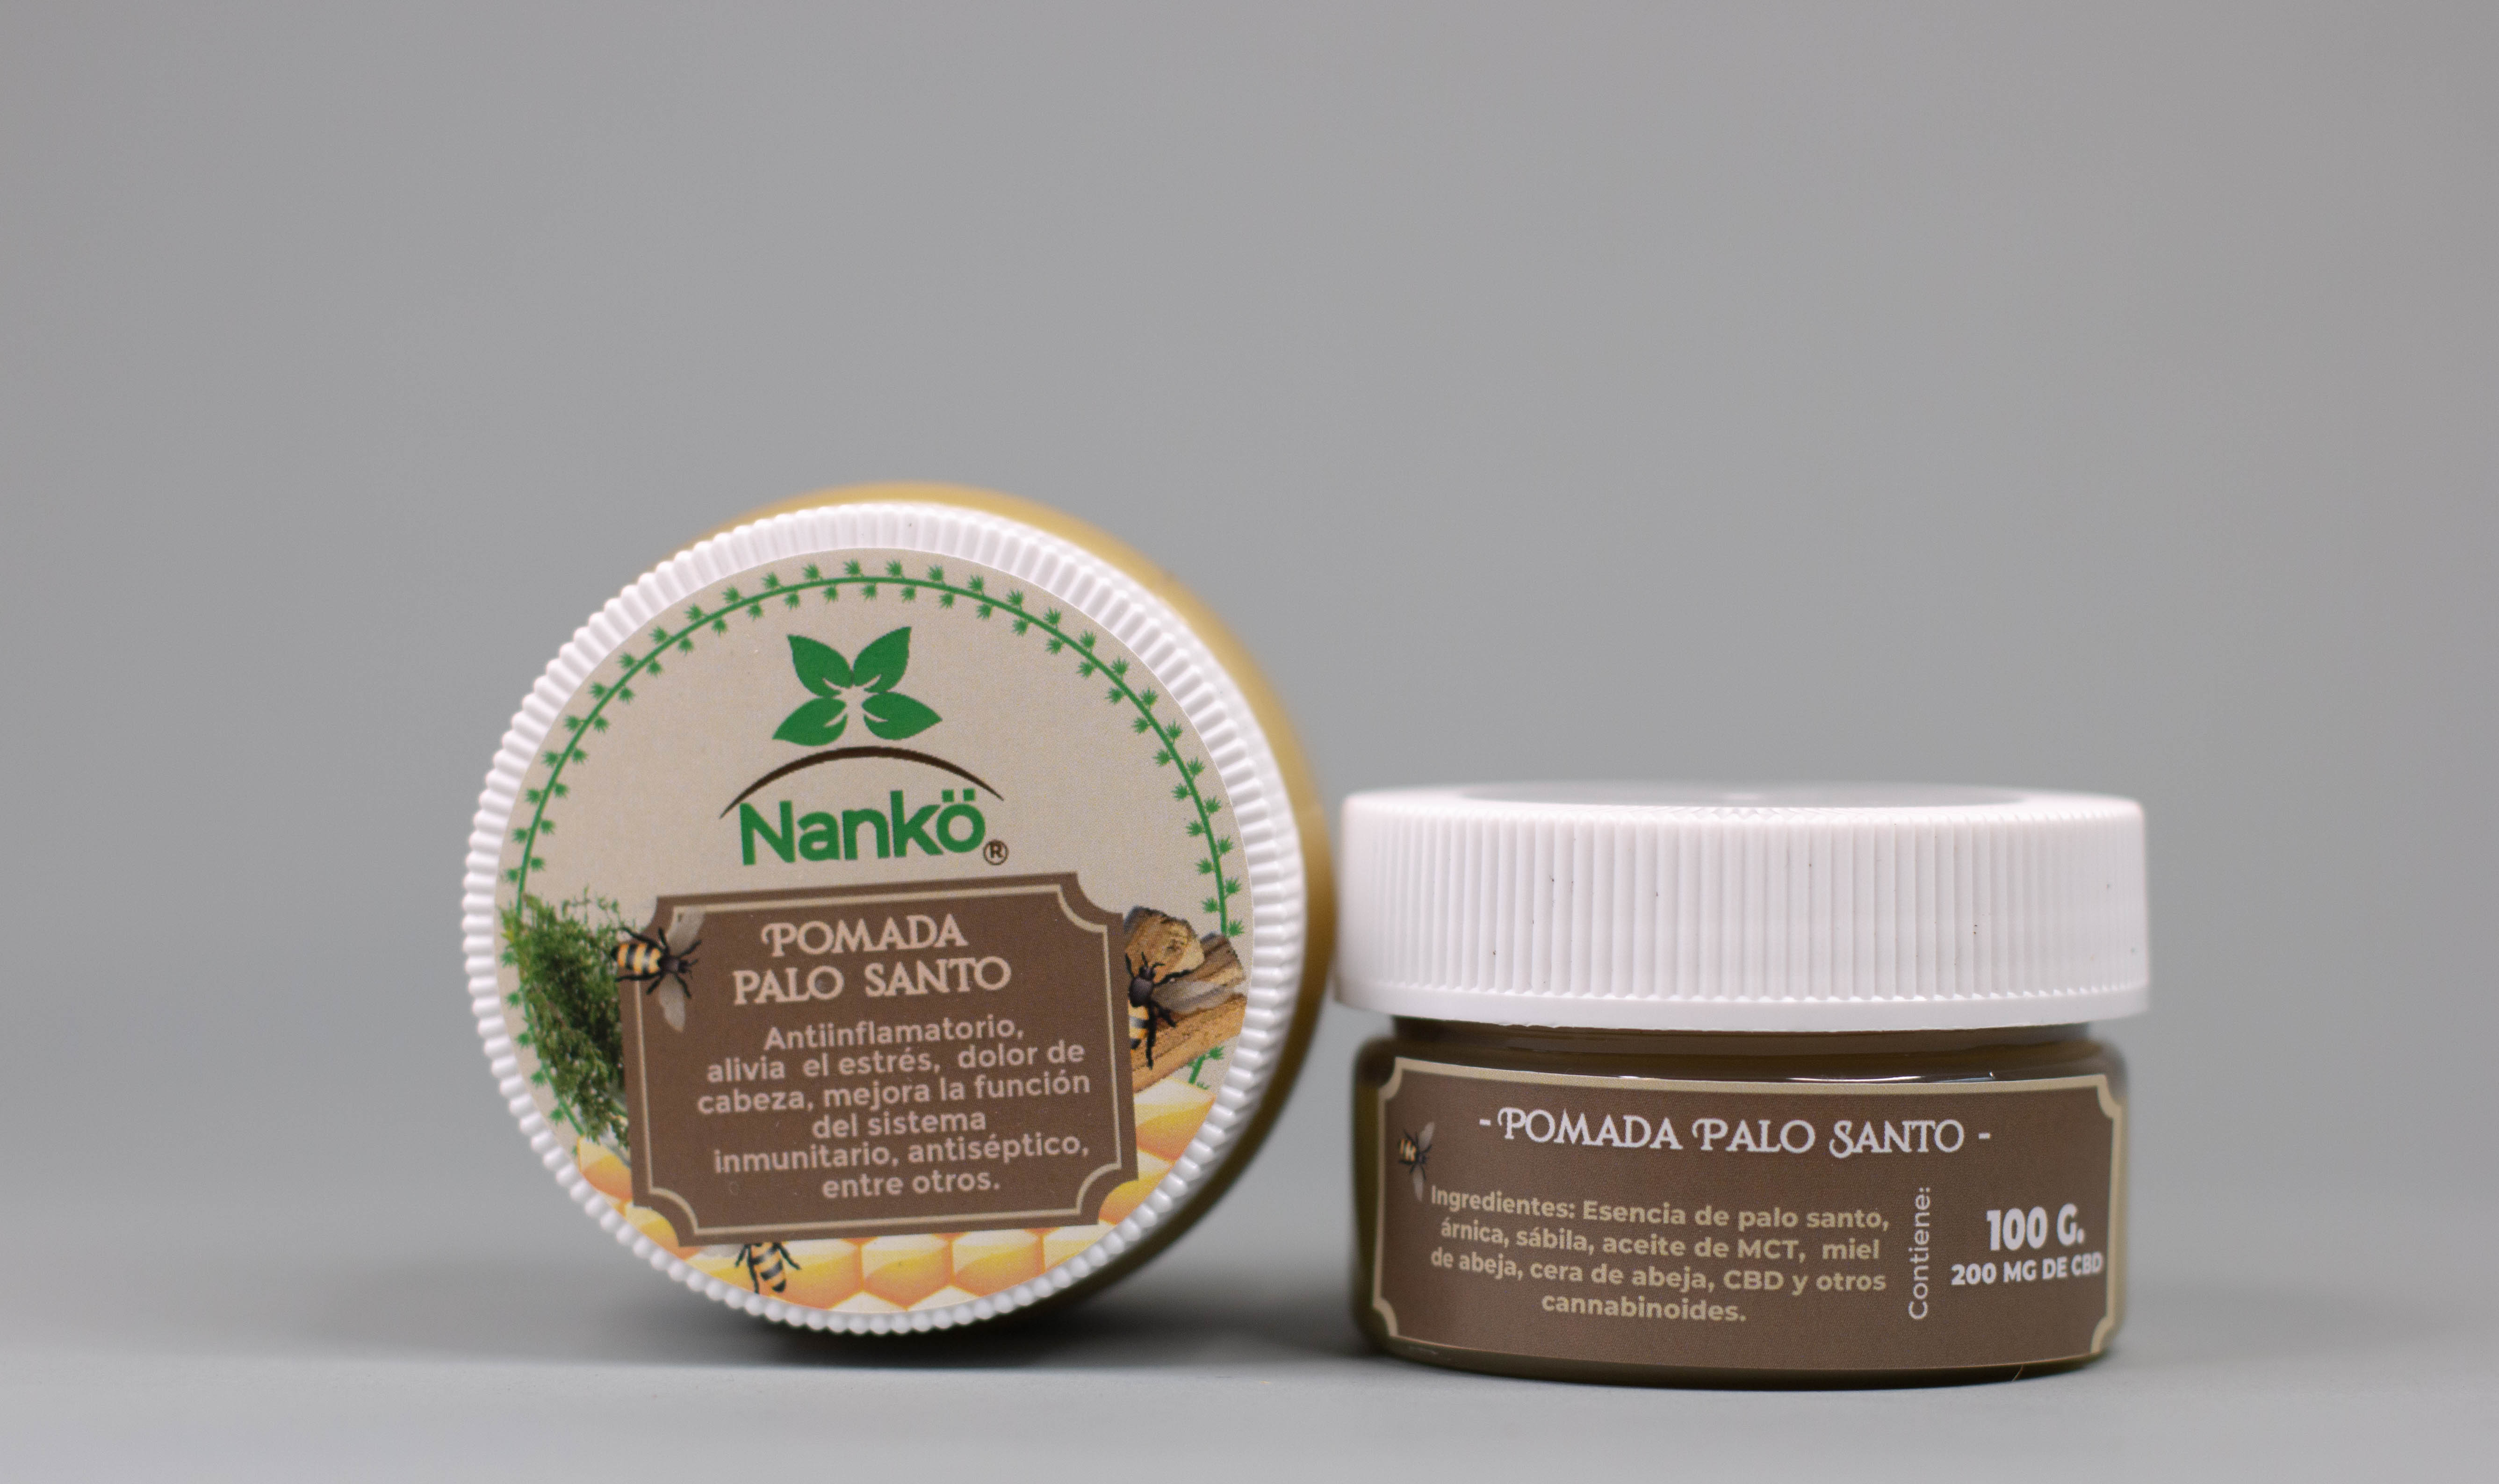 Nankö®
POMADA
PALO SANTO
Antiinflamatorio,
alivia el estrés, dolor de
cabeza, mejora la función
del sistema
inmunitario, antiséptico,
entre otros.
- POMADA PALO SANTO -
Ingredientes: Esencia de palo santo,
árnica, sábila, aceite de MCT, miel
de abeja, cera de abeja, CBD y otros
cannabinoides.
Contiene:
100 G.
200 MG DE CBD